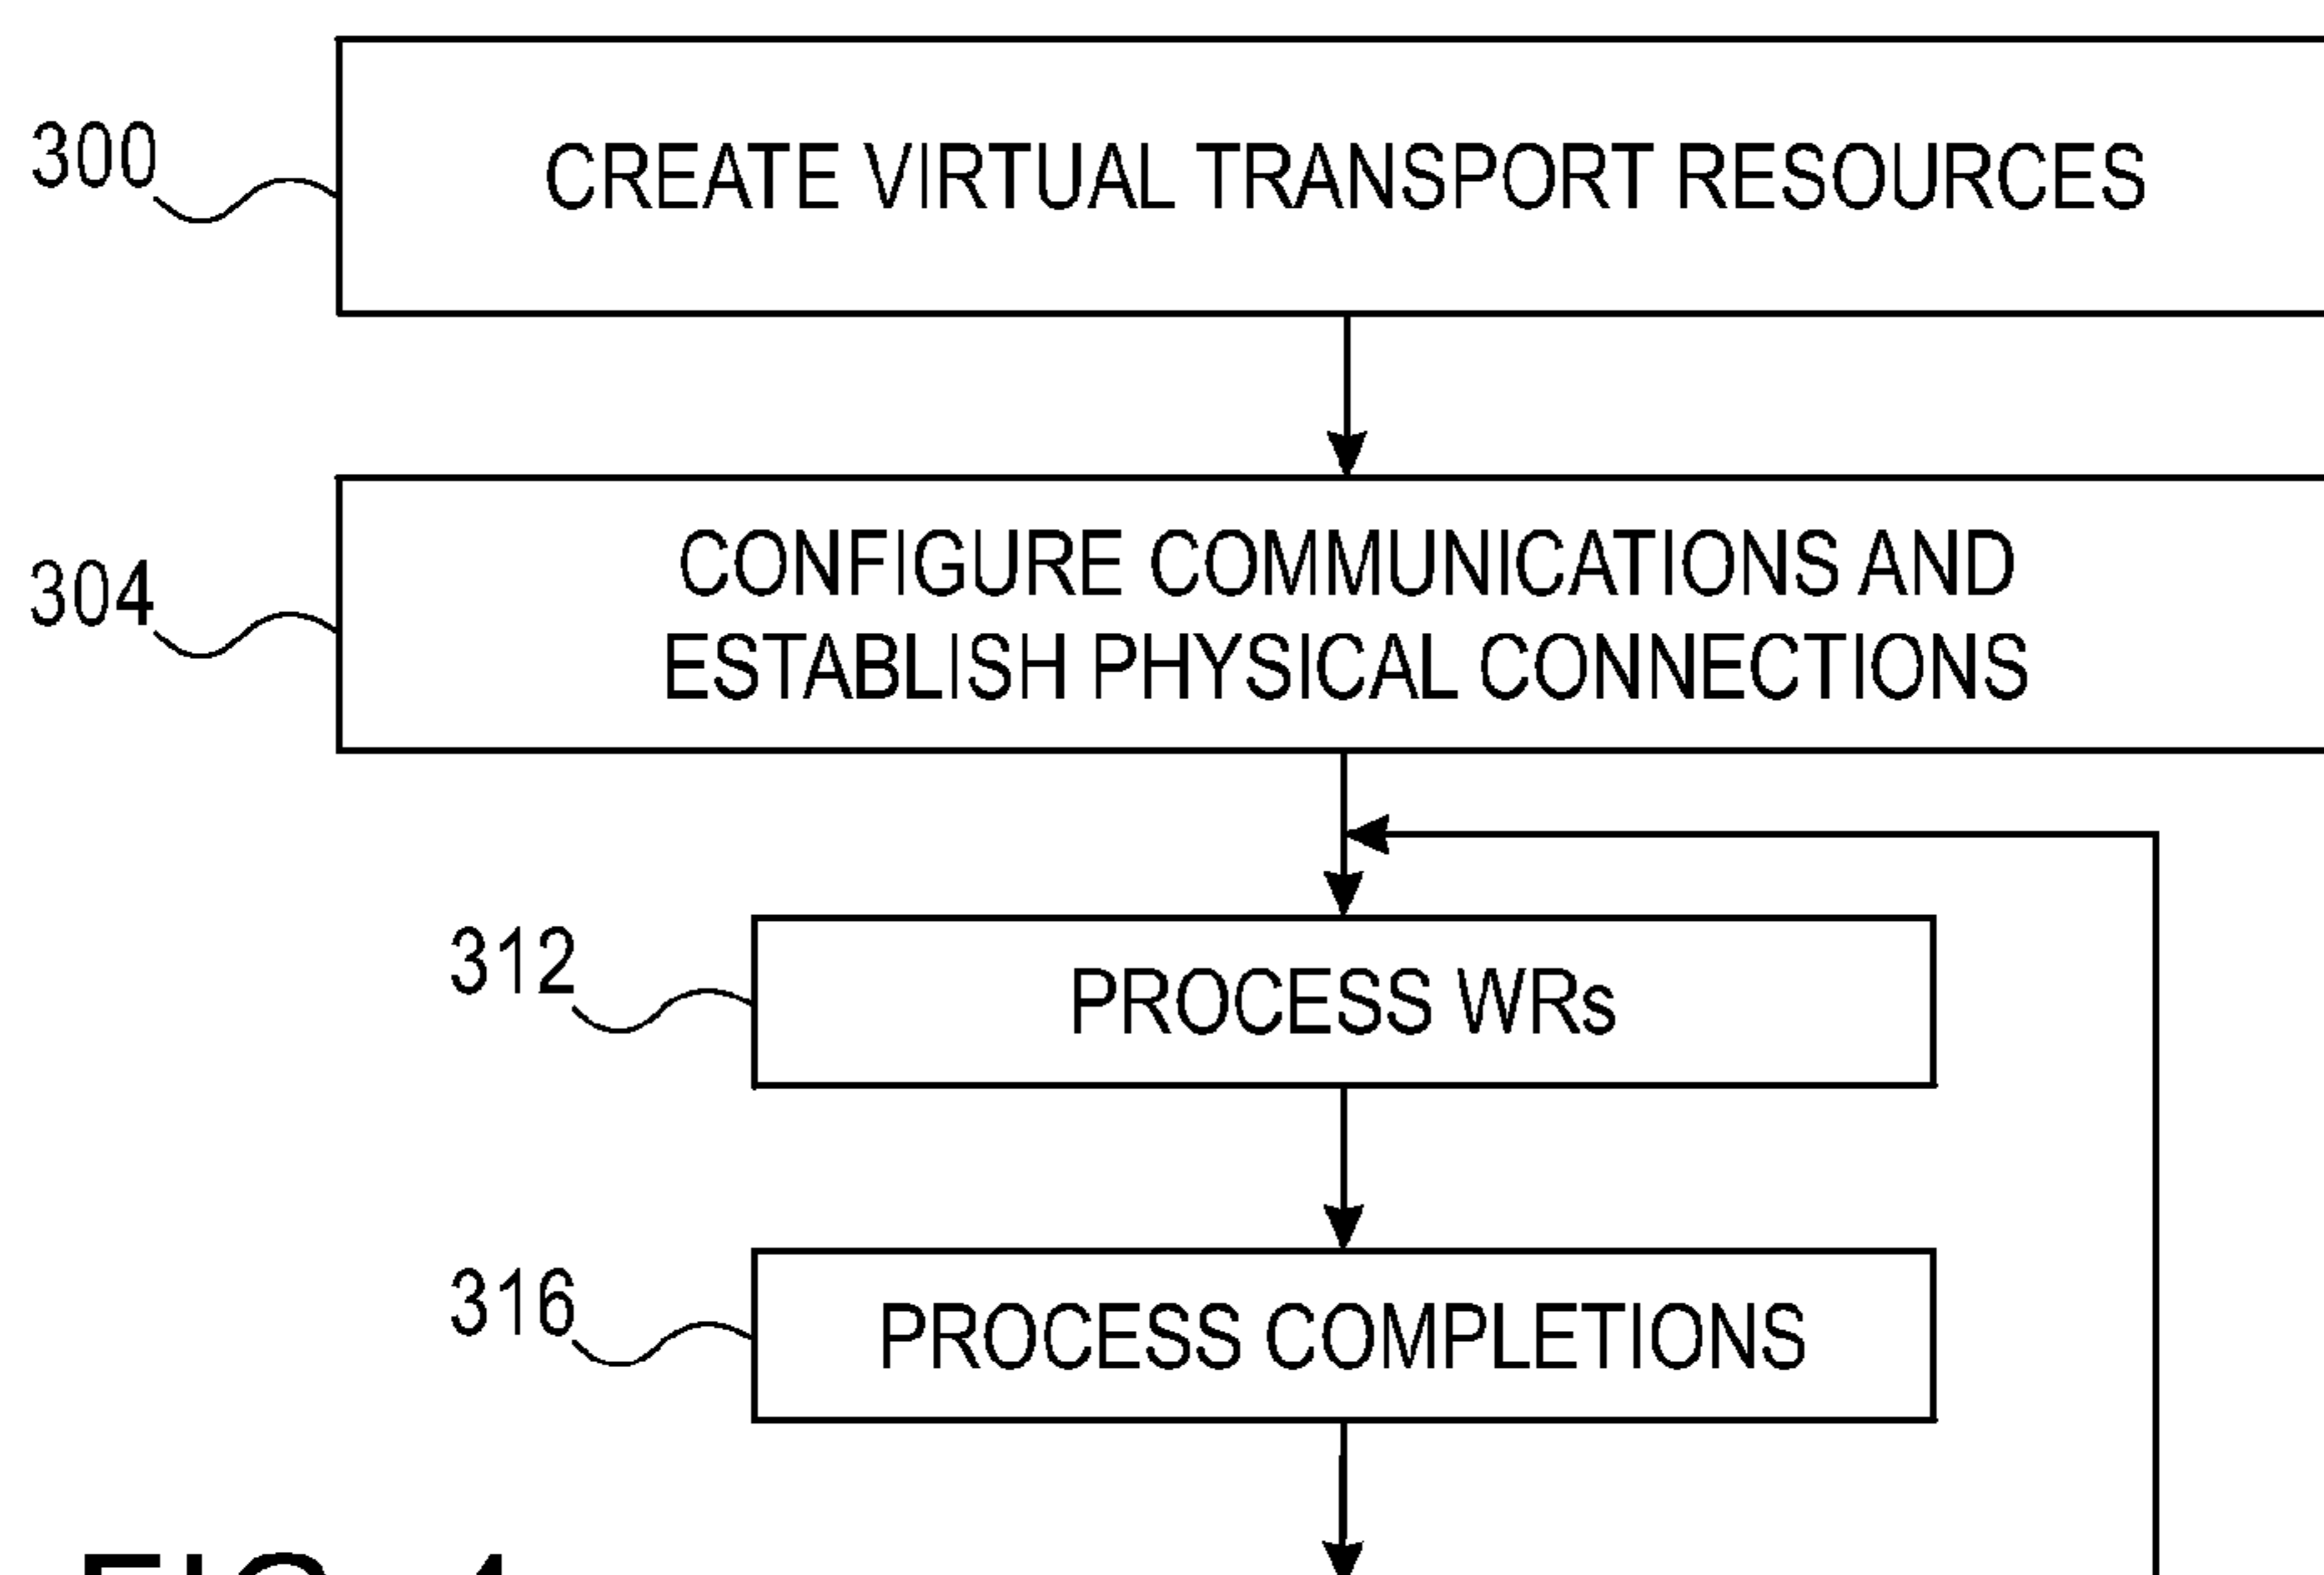 300
CREATE VIRTUAL TRANSPORT RESOURCES
304
CONFIGURE COMMUNICATIONS AND
ESTABLISH PHYSICAL CONNECTIONS
312
PROCESS WRs
316
PROCESS COMPLETIONS